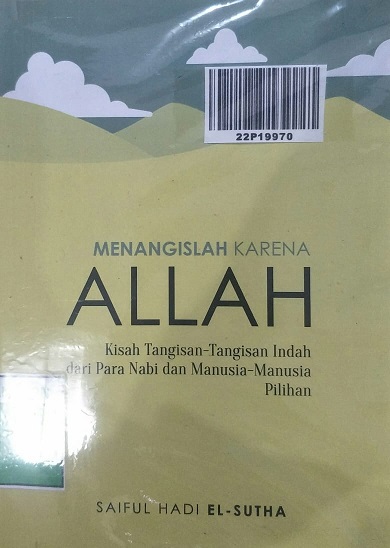 22P19970
MENANGISLAH KARENA
ALLAH
Kisah Tangisan-Tangisan Indah
dari Para Nabi dan Manusia-Manusia
Pilihan
SAIFUL HADI EL-SUTHA